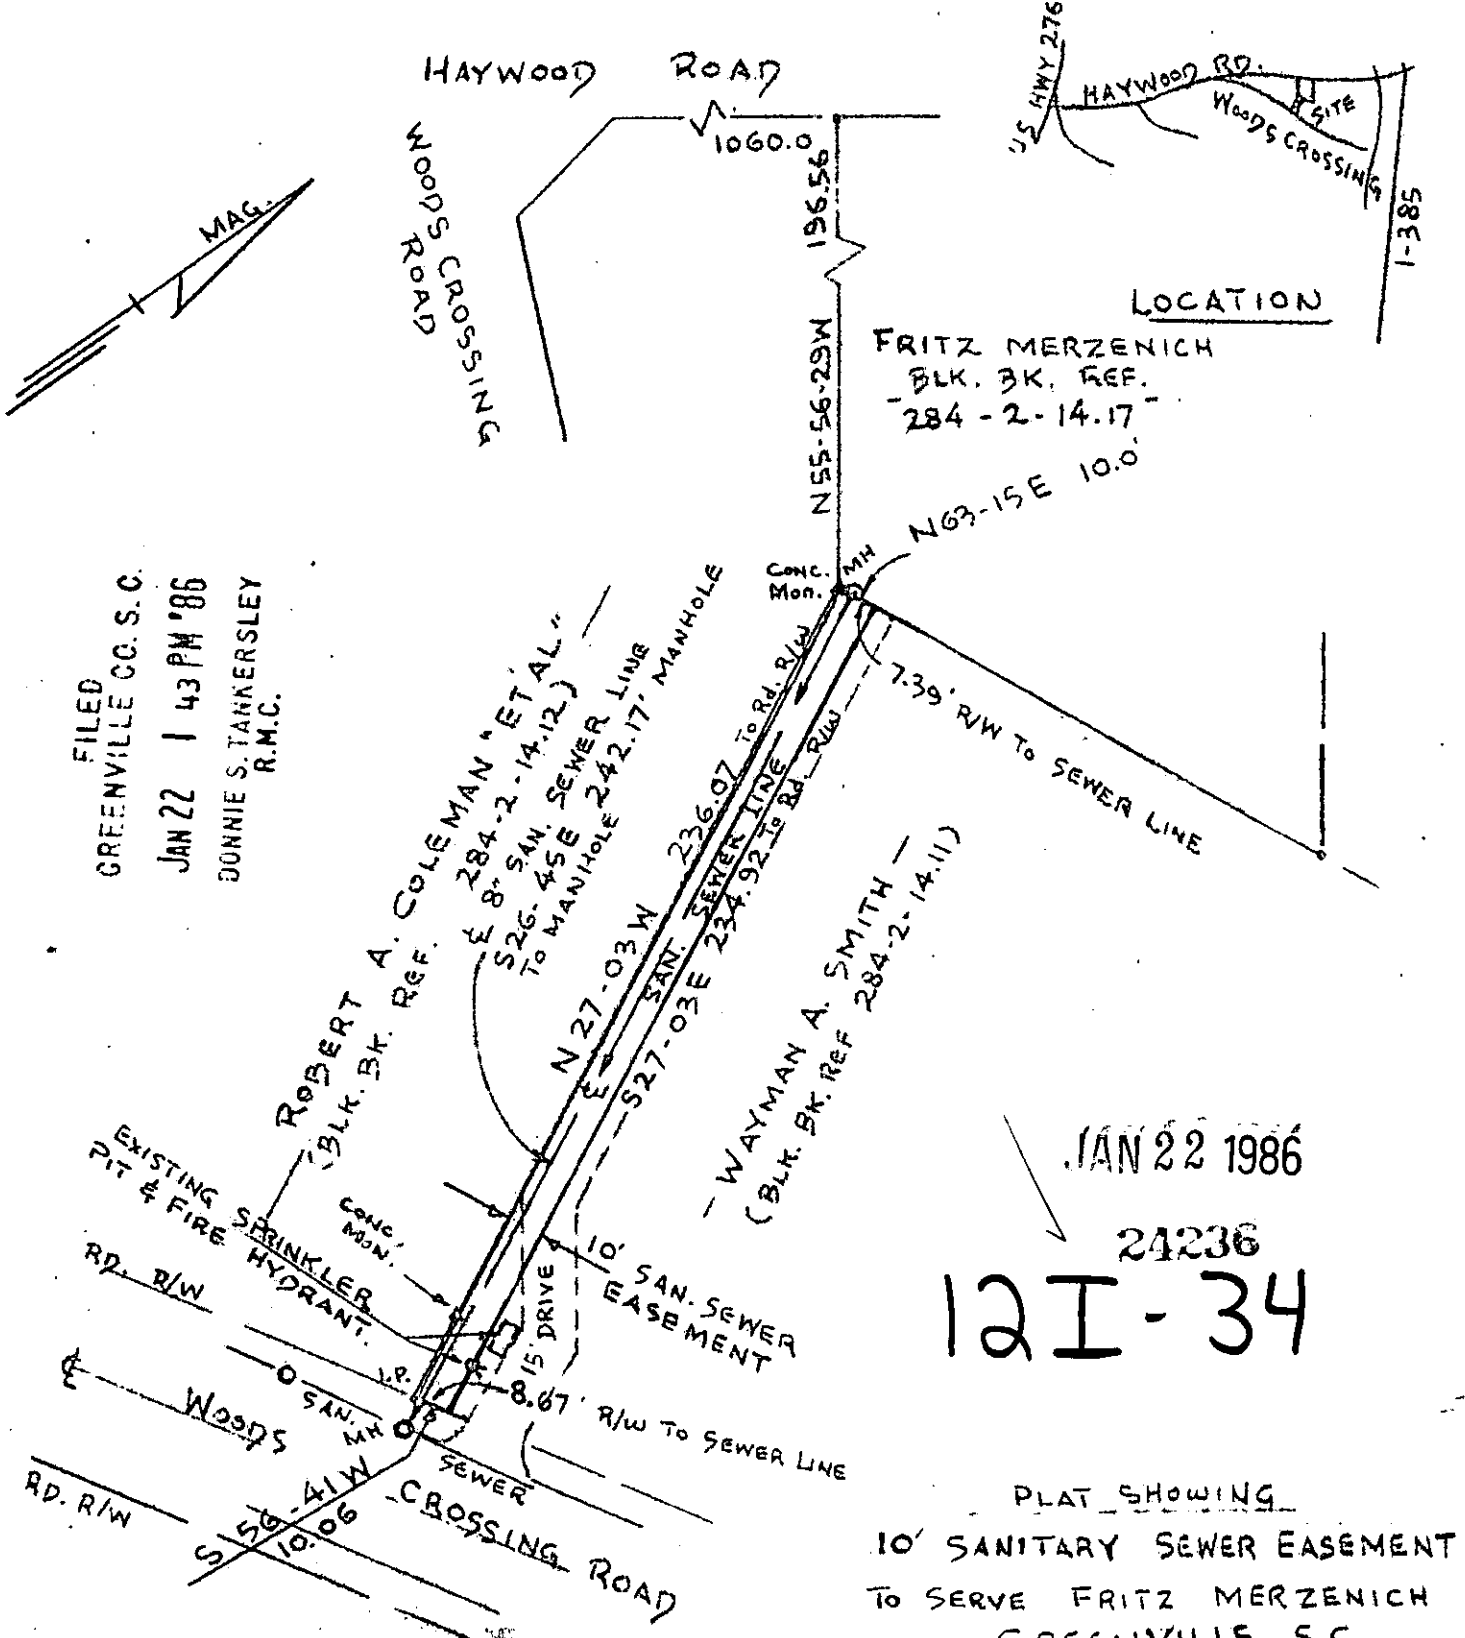 HAYWOOD ROAD
1060.0
WOODS CROSSING
ROAD
MAG.
196.56
N55-56-29W
US HWY 276
HAYWOOD RD.
SITE
WOODS CROSSING
I-385
LOCATION
FRITZ MERZENICH
BLK. BK. REF.
284-2-14.17
N63-15E 10.0'
CONC.
MON.
MH
FILED
GREENVILLE CO. S. C.
JAN 22 1 43 PM '86
DONNIE S. TANKERSLEY
R.M.C.
ROBERT A. COLEMAN "ET AL"
(BLK. BK. REF. 284-2-14.12)
℄ 8" SAN. SEWER LINE
S26-45E 242.17' MANHOLE
TO MANHOLE
N27-03W 236.07 To Rd. R/W
SAN. SEWER LINE
℄
S27-03E 234.92 To Rd. R/W
7.39' R/W TO SEWER LINE
- WAYMAN A. SMITH -
(BLK. BK. REF 284-2-14.11)
EXISTING SPRINKLER
PIT & FIRE HYDRANT.
CONC.
MON.
RD. R/W
I.P.
15' DRIVE
10' SAN. SEWER
EASEMENT
8.67' R/W TO SEWER LINE
SAN.
MH
SEWER
℄
WOODS CROSSING ROAD
RD. R/W
S 56-41W
10.06
JAN 22 1986
24236
12I-34
PLAT SHOWING
10' SANITARY SEWER EASEMENT
TO SERVE FRITZ MERZENICH
GREENVILLE S.C.